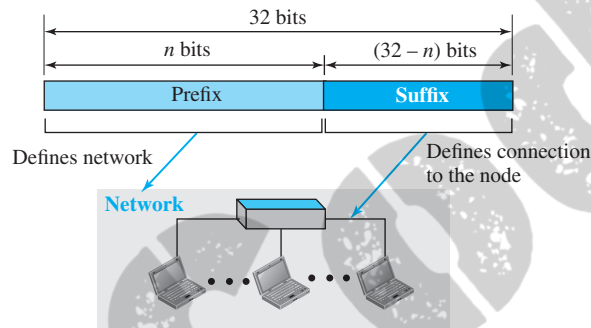 32 bits
n bits
(32 – n) bits
Prefix
Suffix
Defines network
Defines connection
to the node
Network